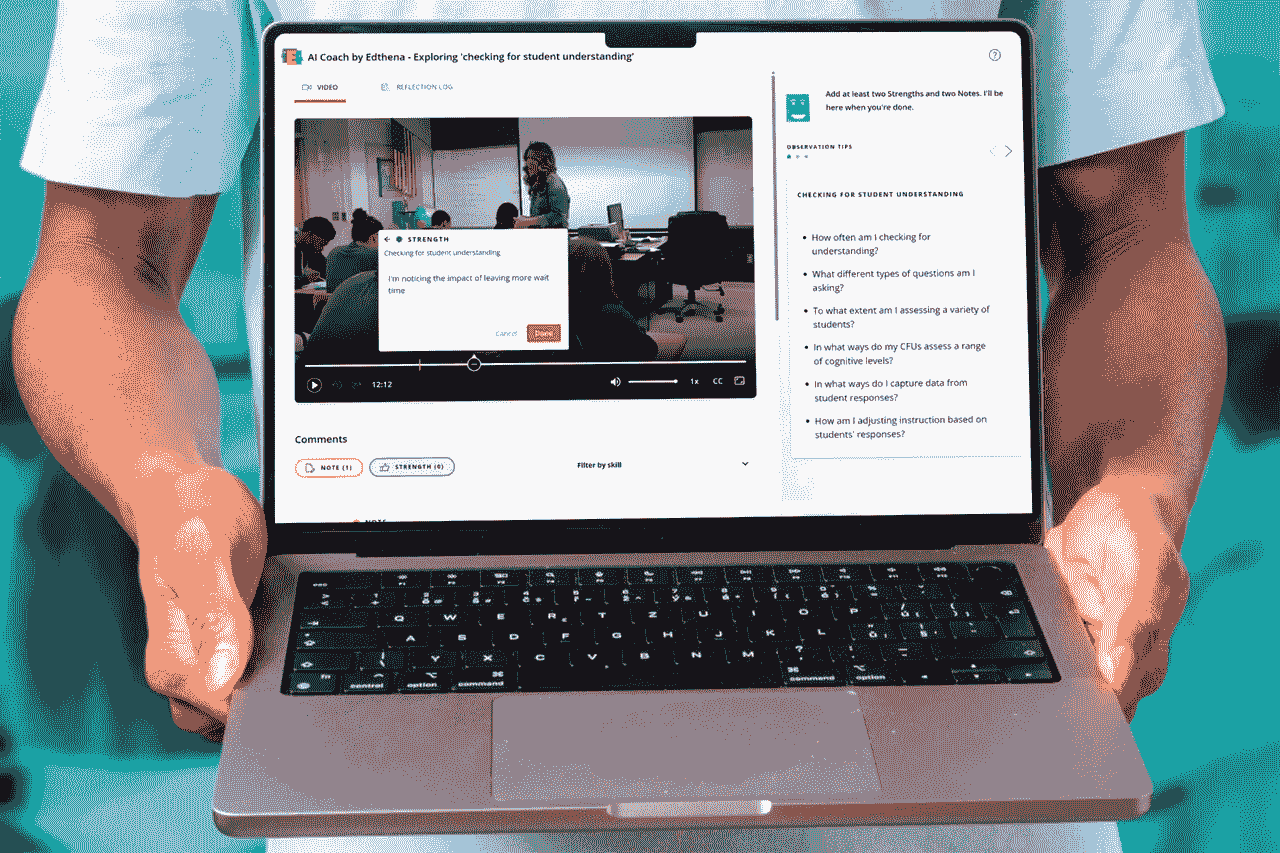 AI Coach by Edthena - Exploring 'checking for student understanding'
VIDEO
REFLECTION LOG
STRENGTH
Checking for student understanding
I'm noticing the impact of leaving more wait
time
Cancel
Done
12:12
1x
CC
Comments
NOTE (1)
STRENGTH (0)
Filter by skill
NOTE
Add at least two Strengths and two Notes. I'll be
here when you're done.
OBSERVATION TIPS
CHECKING FOR STUDENT UNDERSTANDING
• How often am I checking for
understanding?
• What different types of questions am I
asking?
• To what extent am I assessing a variety of
students?
• In what ways do my CFUs assess a range
of cognitive levels?
• In what ways do I capture data from
student responses?
• How am I adjusting instruction based on
students' responses?
Q W E R T Z U I O P
A S D F G H J K L
Y X C V B N M
fn control option command command option